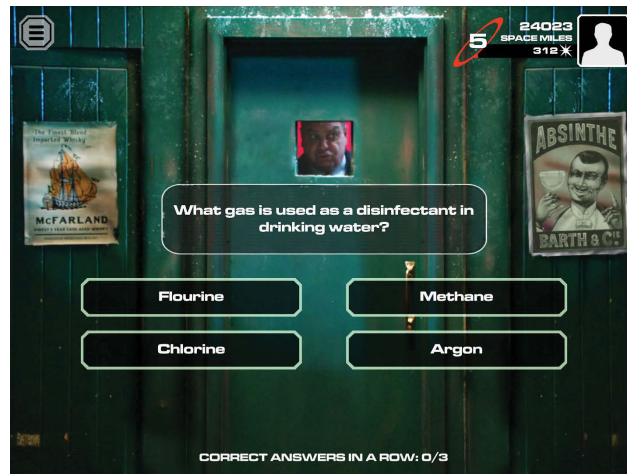 24023
5
SPACE MILES
312
The Finest Blend
Imported Whisky
McFARLAND
ABSINTHE
BARTH & Cie
What gas is used as a disinfectant in
drinking water?
Flourine
Methane
Chlorine
Argon
CORRECT ANSWERS IN A ROW: 0/3